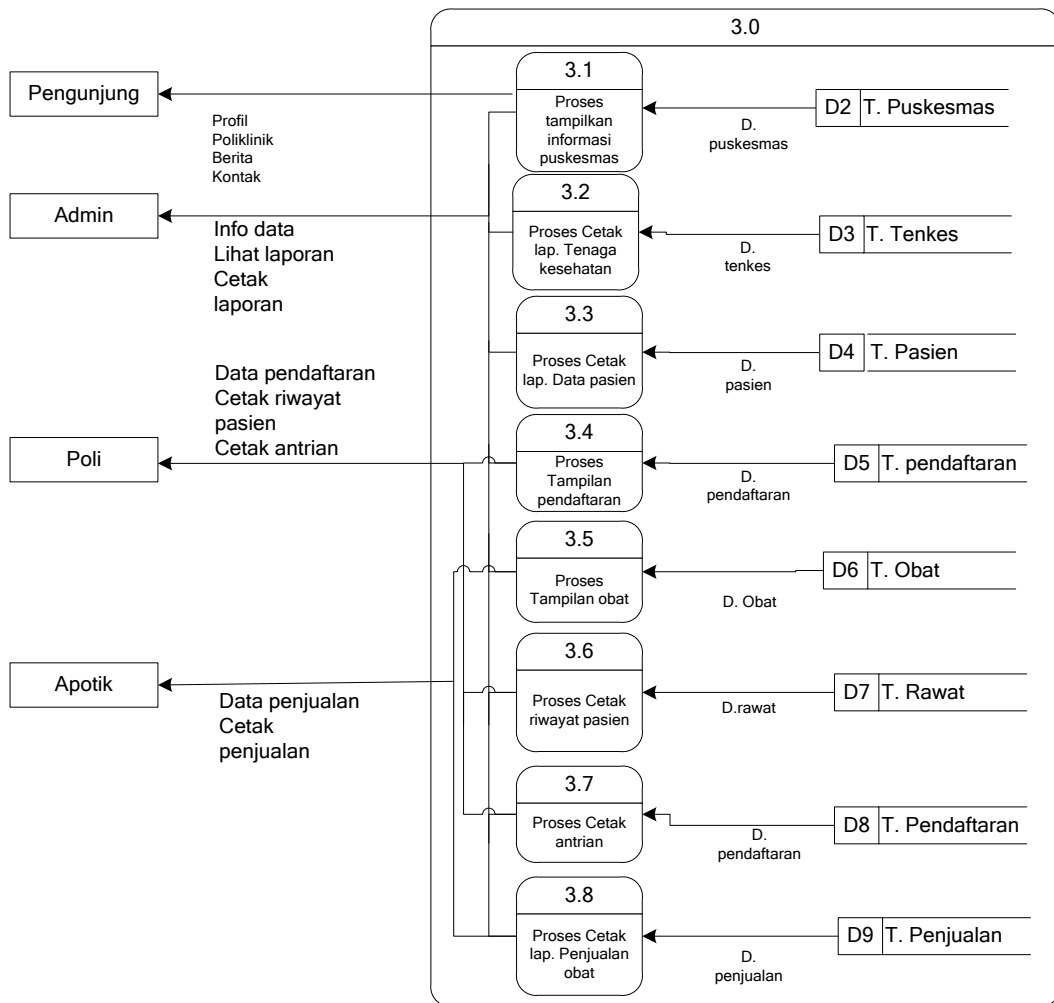 3.0
Pengunjung
Profil
Poliklinik
Berita
Kontak
3.1
Proses
tampilkan
informasi
puskesmas
D.
puskesmas
D2 T. Puskesmas
Admin
Info data
Lihat laporan
Cetak
laporan
3.2
Proses Cetak
lap. Tenaga
kesehatan
D.
tenkes
D3 T. Tenkes
3.3
Proses Cetak
lap. Data pasien
D.
pasien
D4 T. Pasien
Data pendaftaran
Cetak riwayat
pasien
Cetak antrian
Poli
3.4
Proses
Tampilan
pendaftaran
D.
pendaftaran
D5 T. pendaftaran
3.5
Proses
Tampilan obat
D. Obat
D6 T. Obat
Apotik
Data penjualan
Cetak
penjualan
3.6
Proses Cetak
riwayat pasien
D.rawat
D7 T. Rawat
3.7
Proses Cetak
antrian
D.
pendaftaran
D8 T. Pendaftaran
3.8
Proses Cetak
lap. Penjualan
obat
D.
penjualan
D9 T. Penjualan